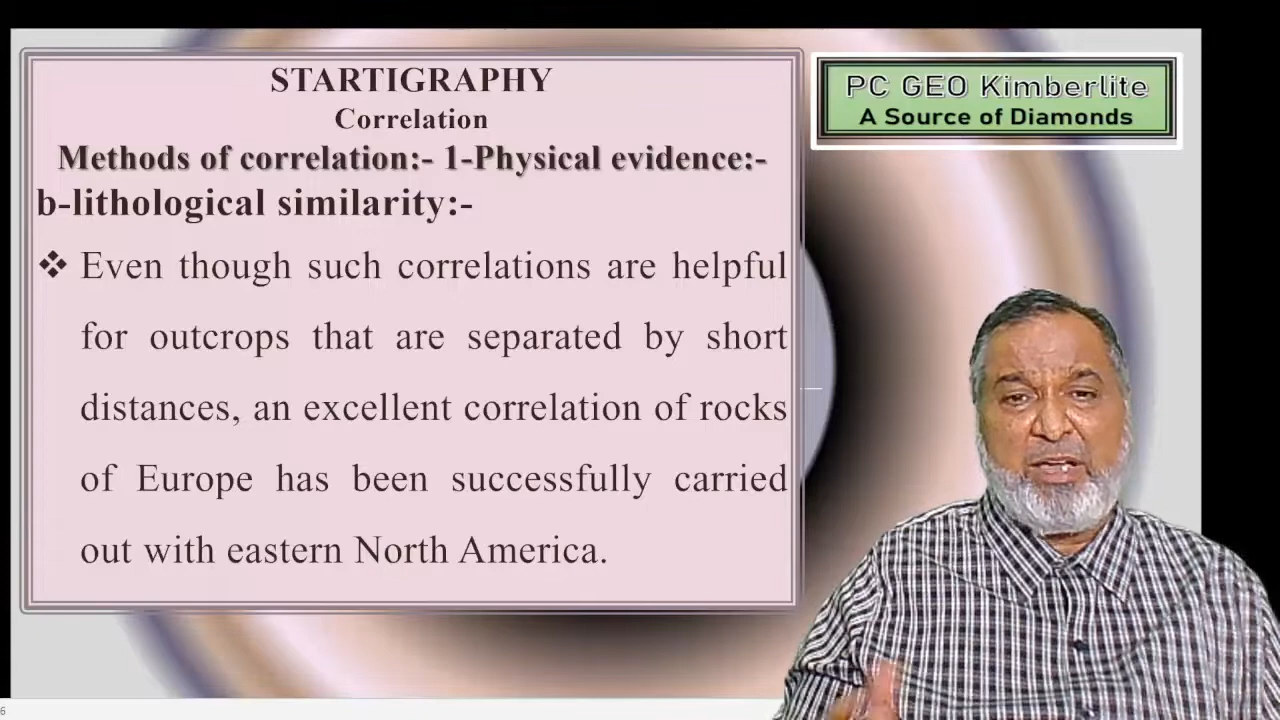 STARTIGRAPHY
Correlation
Methods of correlation:- 1-Physical evidence:-
b-lithological similarity:-
❖ Even though such correlations are helpful
for outcrops that are separated by short
distances, an excellent correlation of rocks
of Europe has been successfully carried
out with eastern North America.
PC GEO Kimberlite
A Source of Diamonds
6